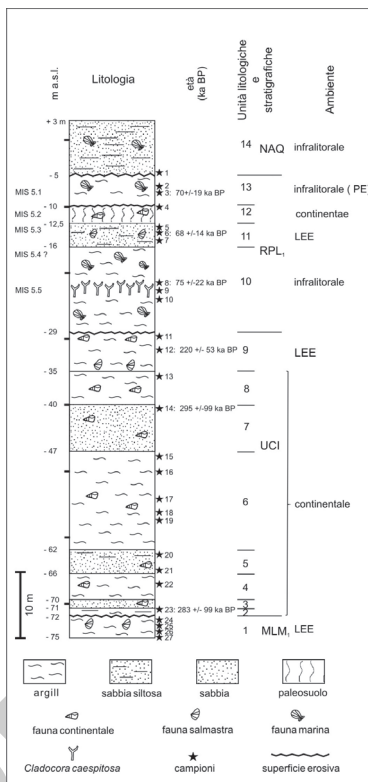 m a.s.l.
Litologia
età
(ka BP)
Unità litologiche
e
stratigrafiche
Ambiente
+ 3 m
14 NAQ infralitorale
- 5
1
MIS 5.1
2
3: 70+/-19 ka BP
13 infralitorale ( PE)
- 10
4
MIS 5.2
12 continentae
- 12,5
MIS 5.3
5
6: 68 +/-14 ka BP
7
11 LEE
- 16
MIS 5.4 ?
RPL1
8: 75 +/-22 ka BP
10 infralitorale
MIS 5.5
9
10
- 29
11
12: 220 +/- 53 ka BP
9 LEE
- 35
13
8
- 40
14: 295 +/-99 ka BP
7
UCI
- 47
15
16
17
6 continentale
18
19
- 62
20
5
21
- 66
22
4
10 m
- 70
3
- 71
23: 283 +/- 99 ka BP
2
- 72
24
25
26
27
1 MLM1 LEE
- 75
argill
sabbia siltosa
sabbia
paleosuolo
fauna continentale
fauna salmastra
fauna marina
Cladocora caespitosa
campioni
superficie erosiva